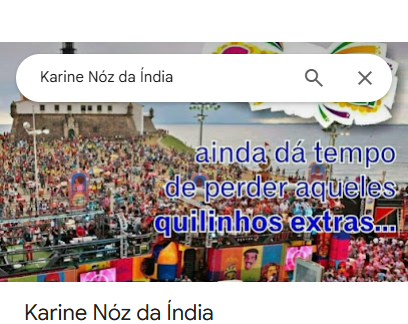 Karine Nóz da Índia
ainda dá tempo
de perder aqueles
quilinhos extras...
Karine Nóz da Índia